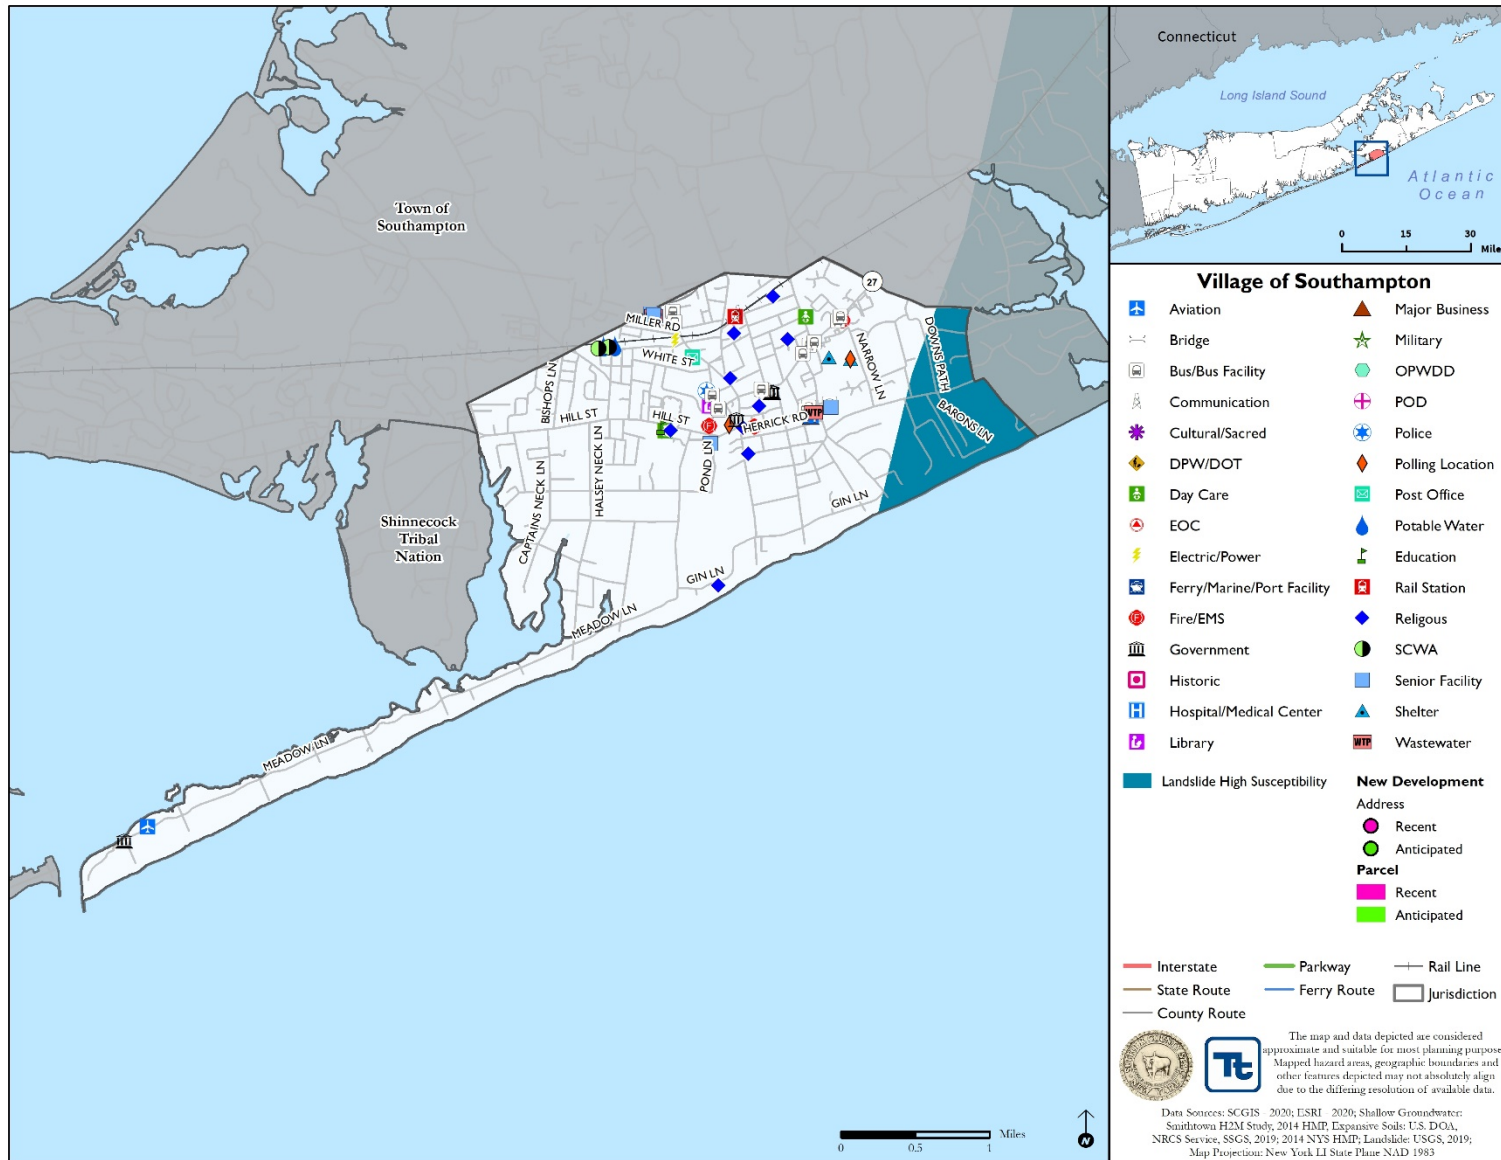 Town of
Southampton
Shinnecock
Tribal
Nation
27
MILLER RD
WHITE ST
BISHOPS LN
HILL ST
HILL ST
HALSEY NECK LN
CAPTAINS NECK LN
POND LN
HERRICK RD
NARROW LN
DOWNS PATH
BARONS LN
GIN LN
GIN LN
MEADOW LN
MEADOW LN
WTP
F
0 0.5 1 Miles
N
Connecticut
Long Island Sound
Atlantic
Ocean
0 15 30
Mile
Village of Southampton
Aviation
Bridge
Bus/Bus Facility
Communication
Cultural/Sacred
DPW/DOT
Day Care
EOC
Electric/Power
Ferry/Marine/Port Facility
F Fire/EMS
Government
Historic
H Hospital/Medical Center
Library
Major Business
Military
OPWDD
POD
Police
Polling Location
Post Office
Potable Water
Education
Rail Station
Religous
SCWA
Senior Facility
Shelter
WTP Wastewater
Landslide High Susceptibility
New Development
Address
Recent
Anticipated
Parcel
Recent
Anticipated
Interstate
State Route
County Route
Parkway
Ferry Route
Rail Line
Jurisdiction
Tt
The map and data depicted are considered
approximate and suitable for most planning purpose
Mapped hazard areas, geographic boundaries and
other features depicted may not absolutely align
due to the differing resolution of available data.
Data Sources: SCGIS - 2020; ESRI - 2020; Shallow Groundwater:
Smithtown H2M Study, 2014 HMP, Expansive Soils: U.S. DOA,
NRCS Service, SSGS, 2019; 2014 NYS HMP; Landslide: USGS, 2019;
Map Projection: New York LI State Plane NAD 1983